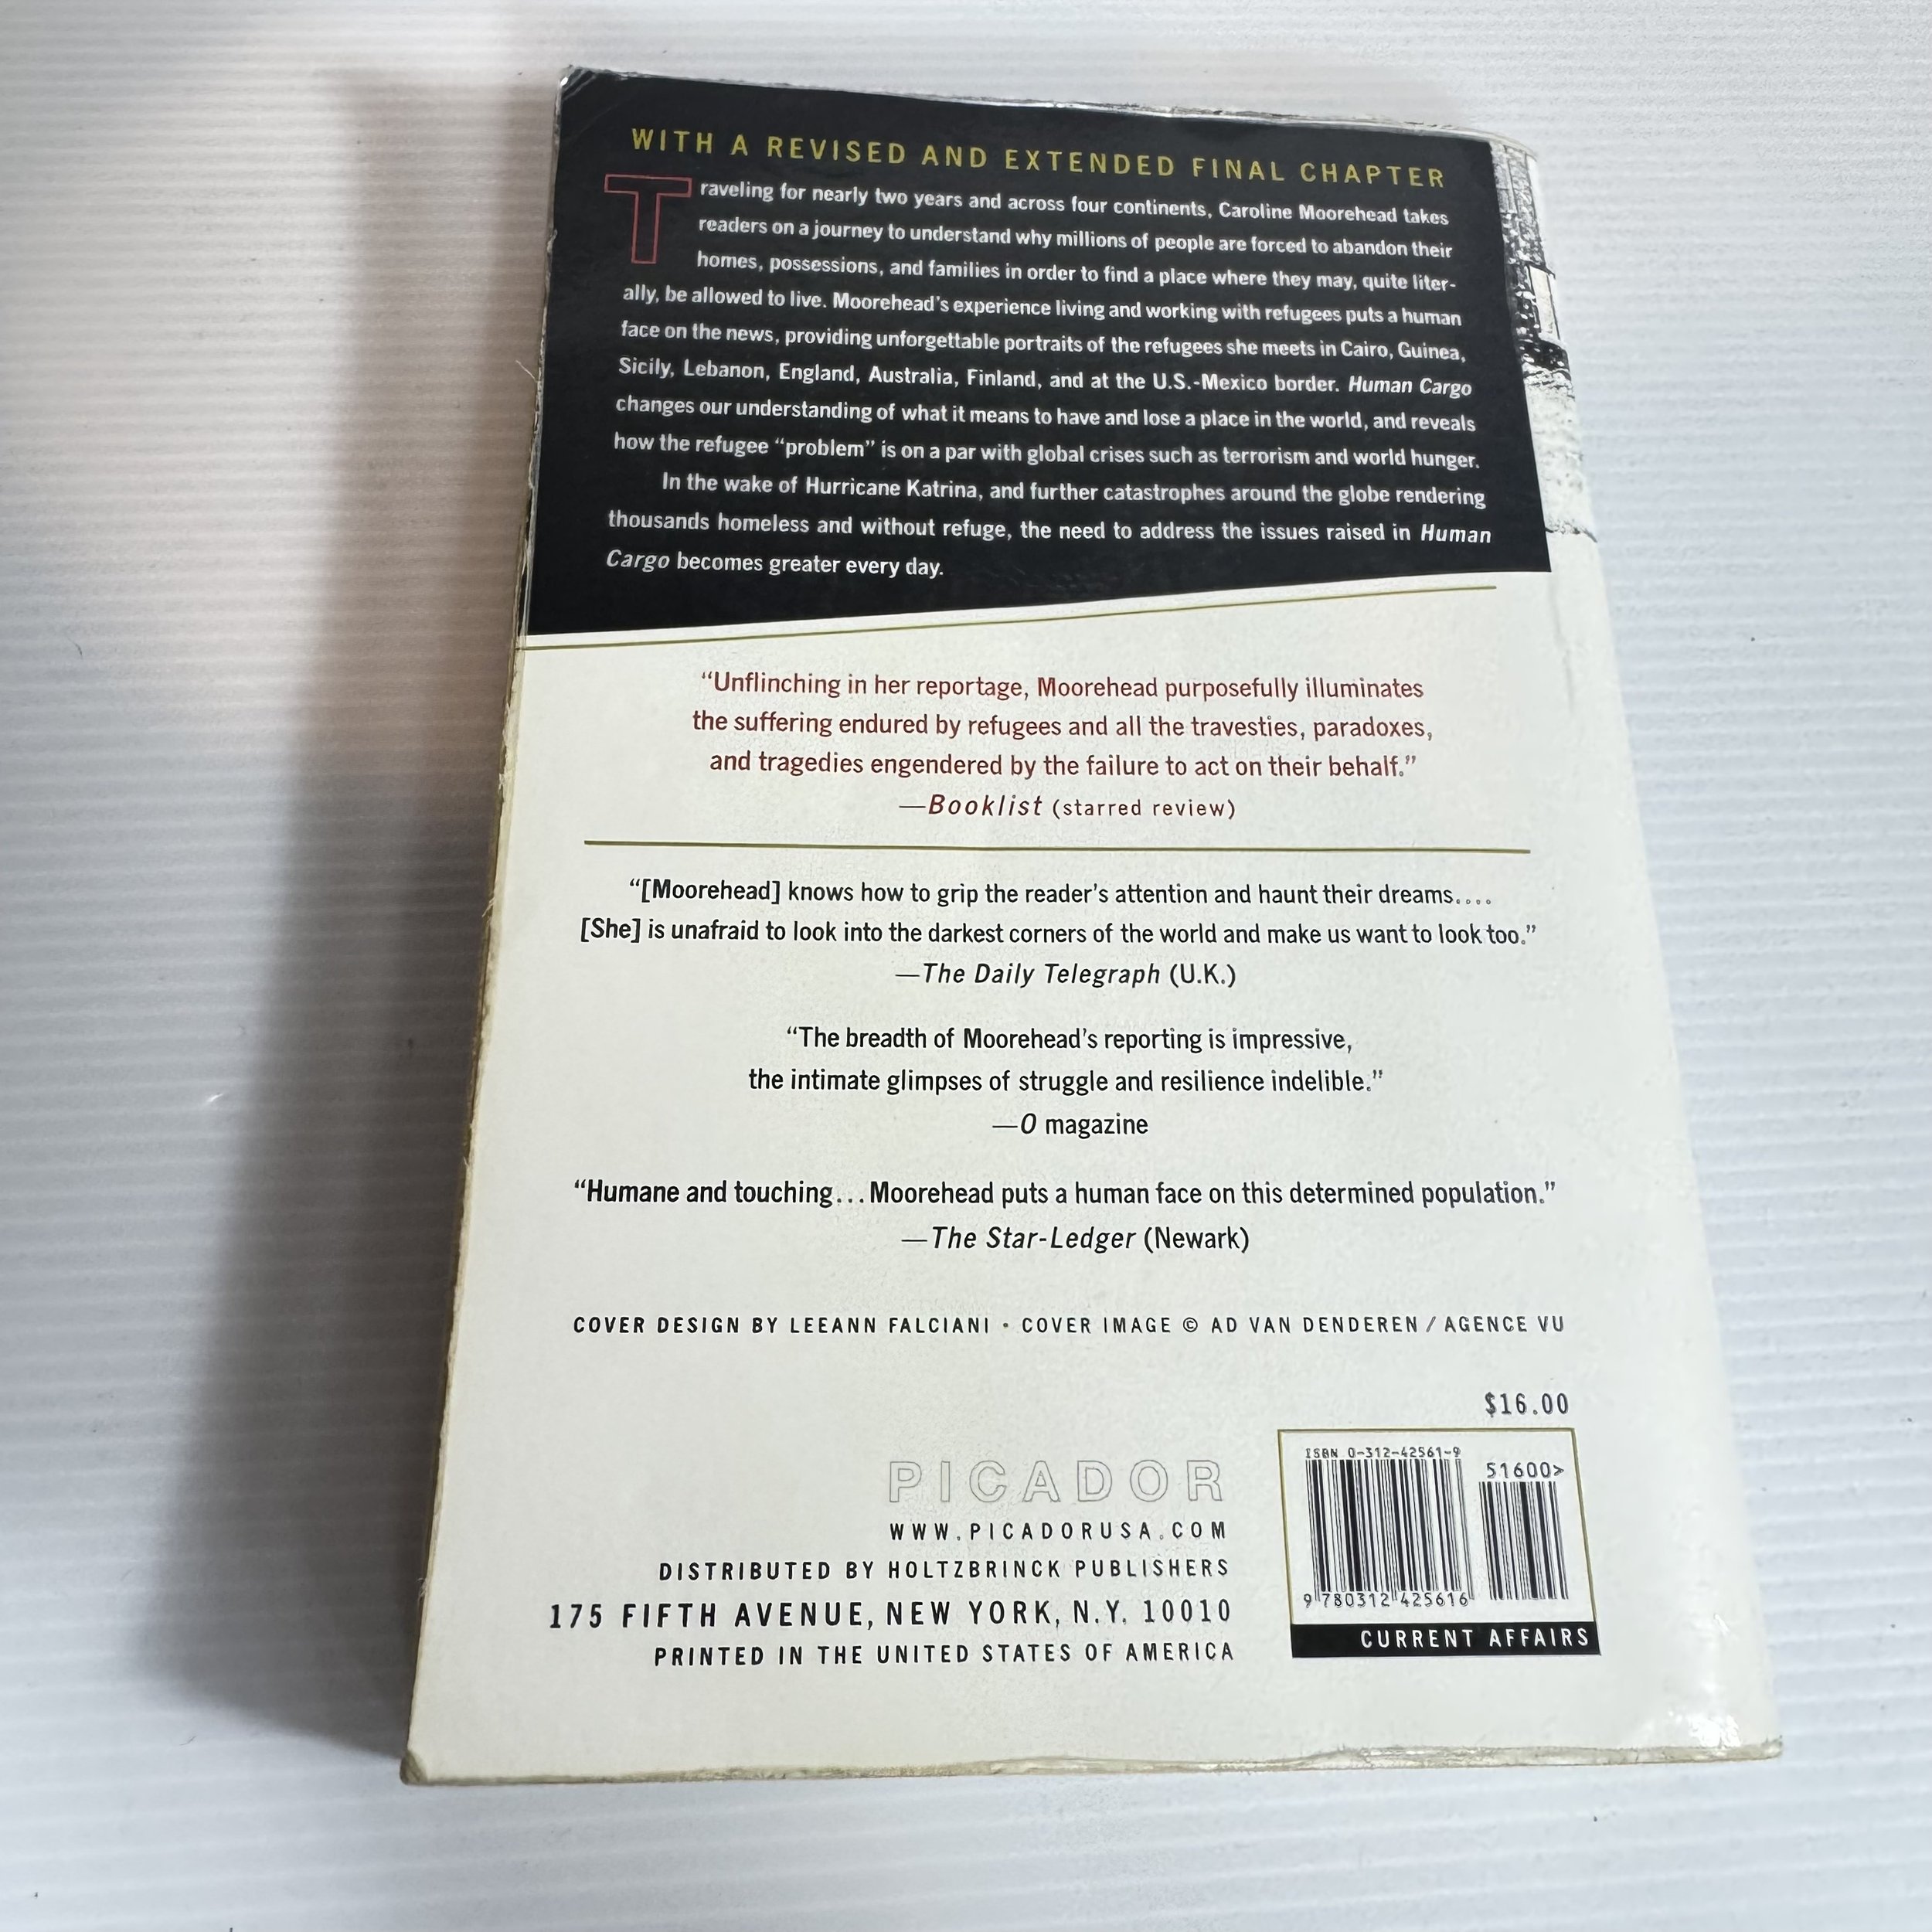 WITH A REVISED AND EXTENDED FINAL CHAPTER
Traveling for nearly two years and across four continents, Caroline Moorehead takes
readers on a journey to understand why millions of people are forced to abandon their
homes, possessions, and families in order to find a place where they may, quite liter-
ally, be allowed to live. Moorehead's experience living and working with refugees puts a human
face on the news, providing unforgettable portraits of the refugees she meets in Cairo, Guinea,
Sicily, Lebanon, England, Australia, Finland, and at the U.S.-Mexico border. Human Cargo
changes our understanding of what it means to have and lose a place in the world, and reveals
how the refugee “problem” is on a par with global crises such as terrorism and world hunger.
In the wake of Hurricane Katrina, and further catastrophes around the globe rendering
thousands homeless and without refuge, the need to address the issues raised in Human
Cargo becomes greater every day.
“Unflinching in her reportage, Moorehead purposefully illuminates
the suffering endured by refugees and all the travesties, paradoxes,
and tragedies engendered by the failure to act on their behalf.”
—Booklist (starred review)
“[Moorehead] knows how to grip the reader's attention and haunt their dreams....
[She] is unafraid to look into the darkest corners of the world and make us want to look too.”
—The Daily Telegraph (U.K.)
“The breadth of Moorehead's reporting is impressive,
the intimate glimpses of struggle and resilience indelible.”
—O magazine
“Humane and touching...Moorehead puts a human face on this determined population.”
—The Star-Ledger (Newark)
COVER DESIGN BY LEEANN FALCIANI • COVER IMAGE © AD VAN DENDEREN / AGENCE VU
$16.00
ISBN 0-312-42561-9
51600>
9 780312 425616
CURRENT AFFAIRS
PICADOR
WWW.PICADORUSA.COM
DISTRIBUTED BY HOLTZBRINCK PUBLISHERS
175 FIFTH AVENUE, NEW YORK, N.Y. 10010
PRINTED IN THE UNITED STATES OF AMERICA